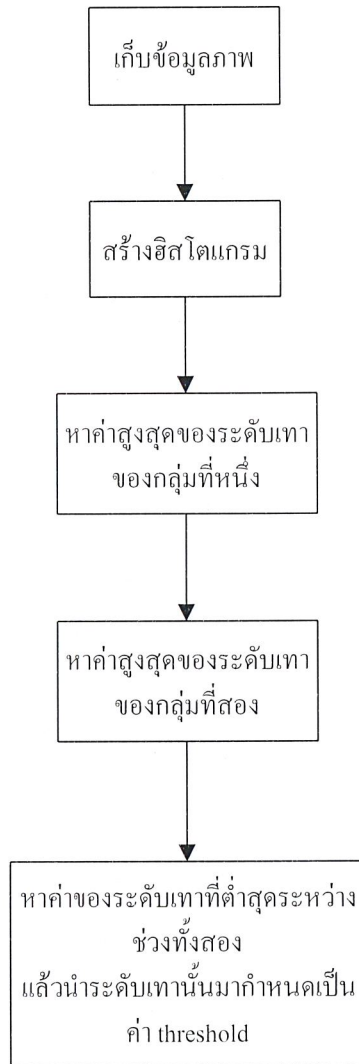 เก็บข้อมูลภาพ
สร้างฮิสโตแกรม
หาค่าสูงสุดของระดับเทา
ของกลุ่มที่หนึ่ง
หาค่าสูงสุดของระดับเทา
ของกลุ่มที่สอง
หาค่าของระดับเทาที่ต่ำสุดระหว่าง
ช่วงทั้งสอง
แล้วนำระดับเทานั้นมากำหนดเป็น
ค่า threshold